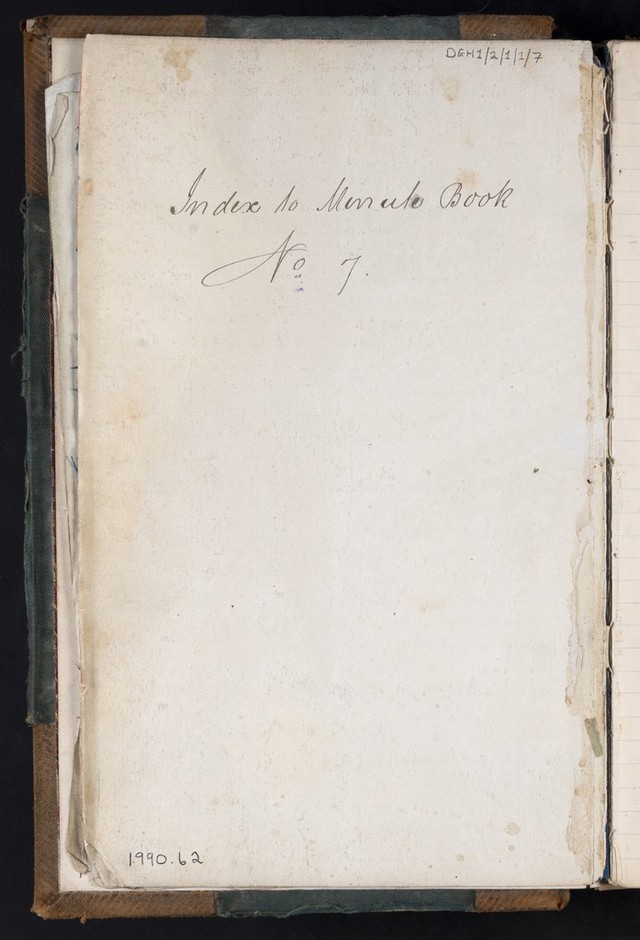 DGH1/2/1/1/7
Index to Minute Book
No 7.
1990.62